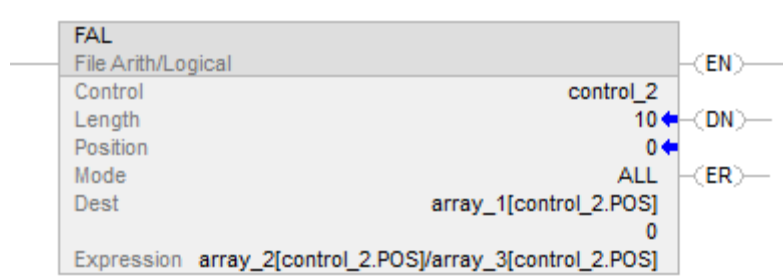 FAL
File Arith/Logical
EN
Control control_2
Length 10
DN
Position 0
Mode ALL
ER
Dest array_1[control_2.POS]
0
Expression array_2[control_2.POS]/array_3[control_2.POS]